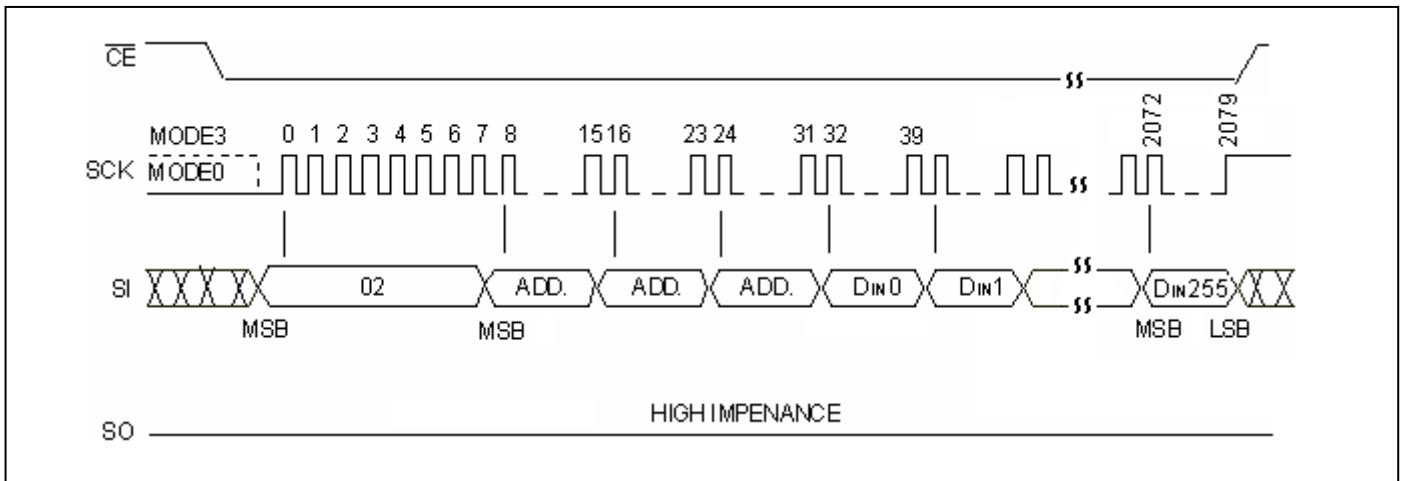 CE
MODE3 0 1 2 3 4 5 6 7 8 15 16 23 24 31 32 39 2072 2079
SCK MODE0
SI 02 ADD. ADD. ADD. DIN0 DIN1 DIN255
MSB MSB MSB LSB
HIGH IMPENANCE
SO